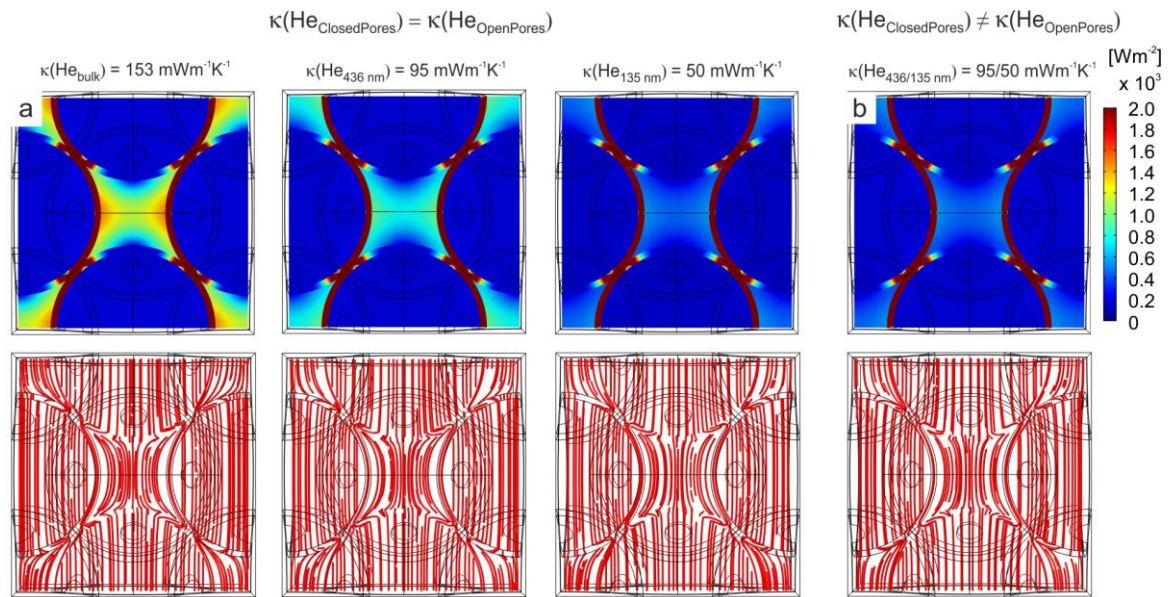 κ(He_ClosedPores) = κ(He_OpenPores)
κ(He_ClosedPores) ≠ κ(He_OpenPores)
κ(He_bulk) = 153 mWm⁻¹K⁻¹
κ(He_436 nm) = 95 mWm⁻¹K⁻¹
κ(He_135 nm) = 50 mWm⁻¹K⁻¹
κ(He_436/135 nm) = 95/50 mWm⁻¹K⁻¹
[Wm⁻²]
x 10³
a
b
2.0
1.8
1.6
1.4
1.2
1.0
0.8
0.6
0.4
0.2
0